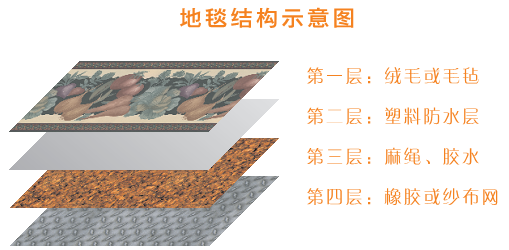 地毯结构示意图
第一层：绒毛或毛毡
第二层：塑料防水层
第三层：麻绳、胶水
第四层：橡胶或纱布网